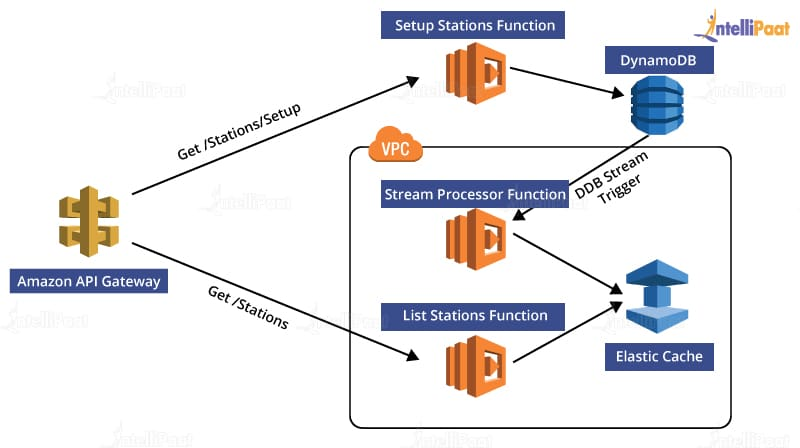 Setup Stations Function
IntelliPaat
DynamoDB
Get /Stations/Setup
VPC
DDB Stream
Trigger
Stream Processor Function
Amazon API Gateway
Get /Stations
List Stations Function
Elastic Cache